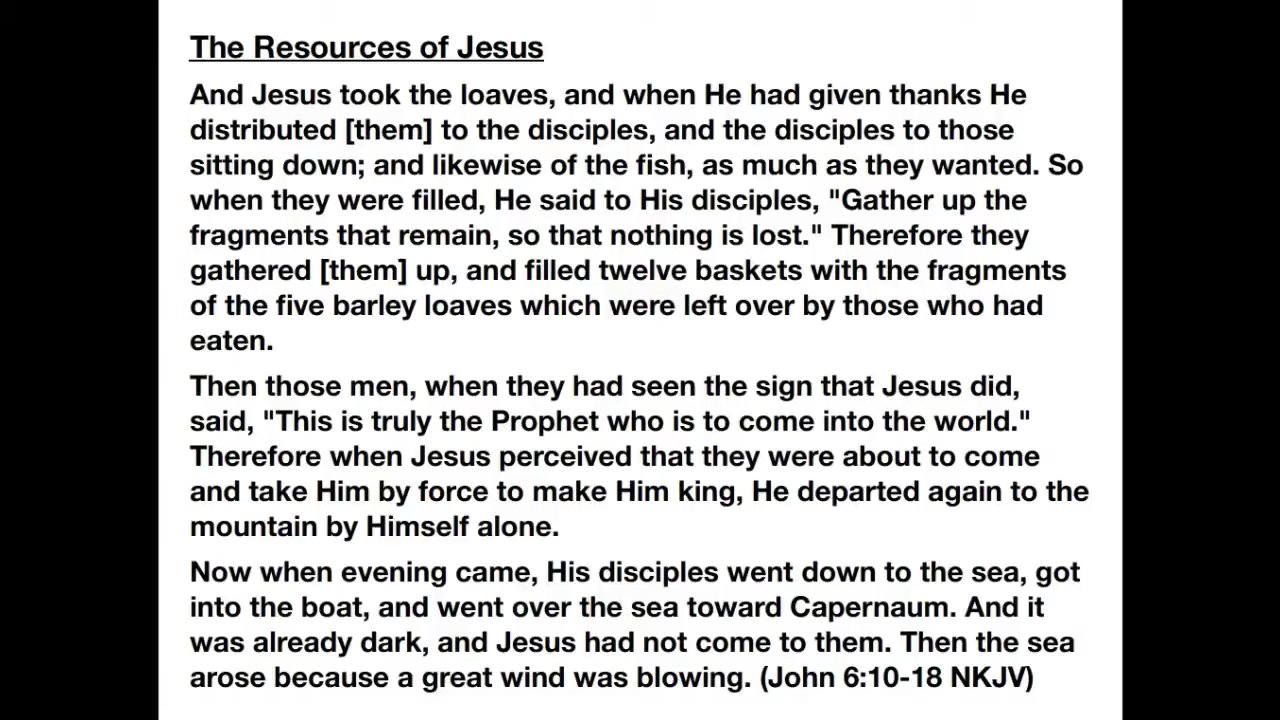 The Resources of Jesus
And Jesus took the loaves, and when He had given thanks He
distributed [them] to the disciples, and the disciples to those
sitting down; and likewise of the fish, as much as they wanted. So
when they were filled, He said to His disciples, "Gather up the
fragments that remain, so that nothing is lost." Therefore they
gathered [them] up, and filled twelve baskets with the fragments
of the five barley loaves which were left over by those who had
eaten.
Then those men, when they had seen the sign that Jesus did,
said, "This is truly the Prophet who is to come into the world."
Therefore when Jesus perceived that they were about to come
and take Him by force to make Him king, He departed again to the
mountain by Himself alone.
Now when evening came, His disciples went down to the sea, got
into the boat, and went over the sea toward Capernaum. And it
was already dark, and Jesus had not come to them. Then the sea
arose because a great wind was blowing. (John 6:10-18 NKJV)